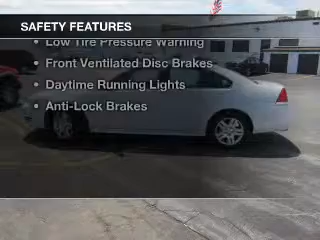 SAFETY FEATURES
• Low Tire Pressure Warning
• Front Ventilated Disc Brakes
• Daytime Running Lights
• Anti-Lock Brakes